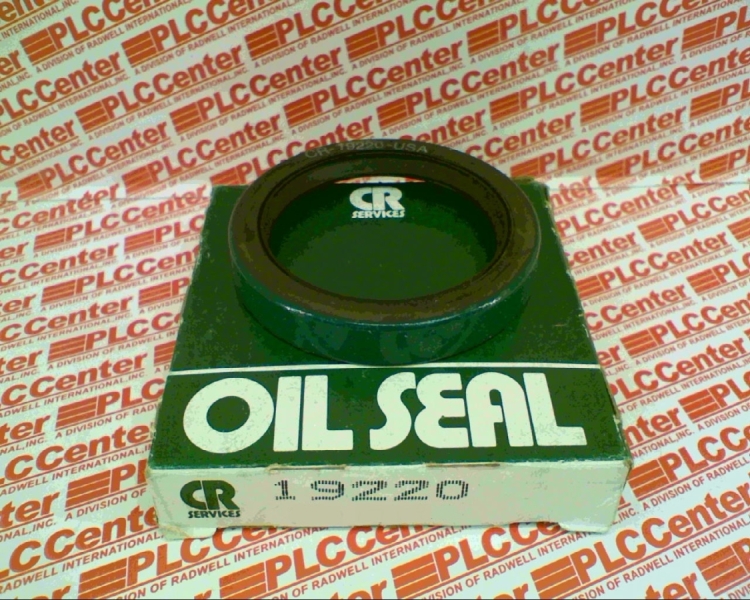 PLCCenter
A DIVISION OF RADWELL INTERNATIONAL, INC.
CR-19220-USA
CR
SERVICES
OIL SEAL
CR
SERVICES
19220